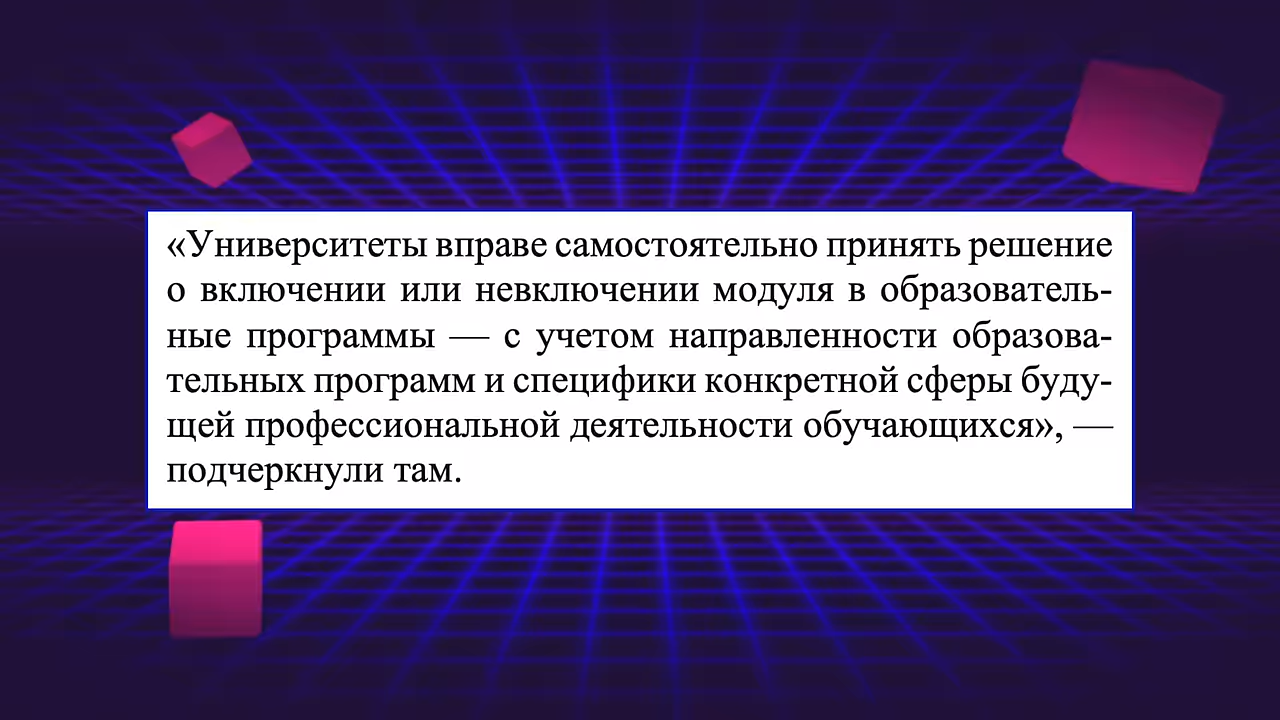 «Университеты вправе самостоятельно принять решение
о включении или невключении модуля в образователь-
ные программы — с учетом направленности образова-
тельных программ и специфики конкретной сферы буду-
щей профессиональной деятельности обучающихся», —
подчеркнули там.